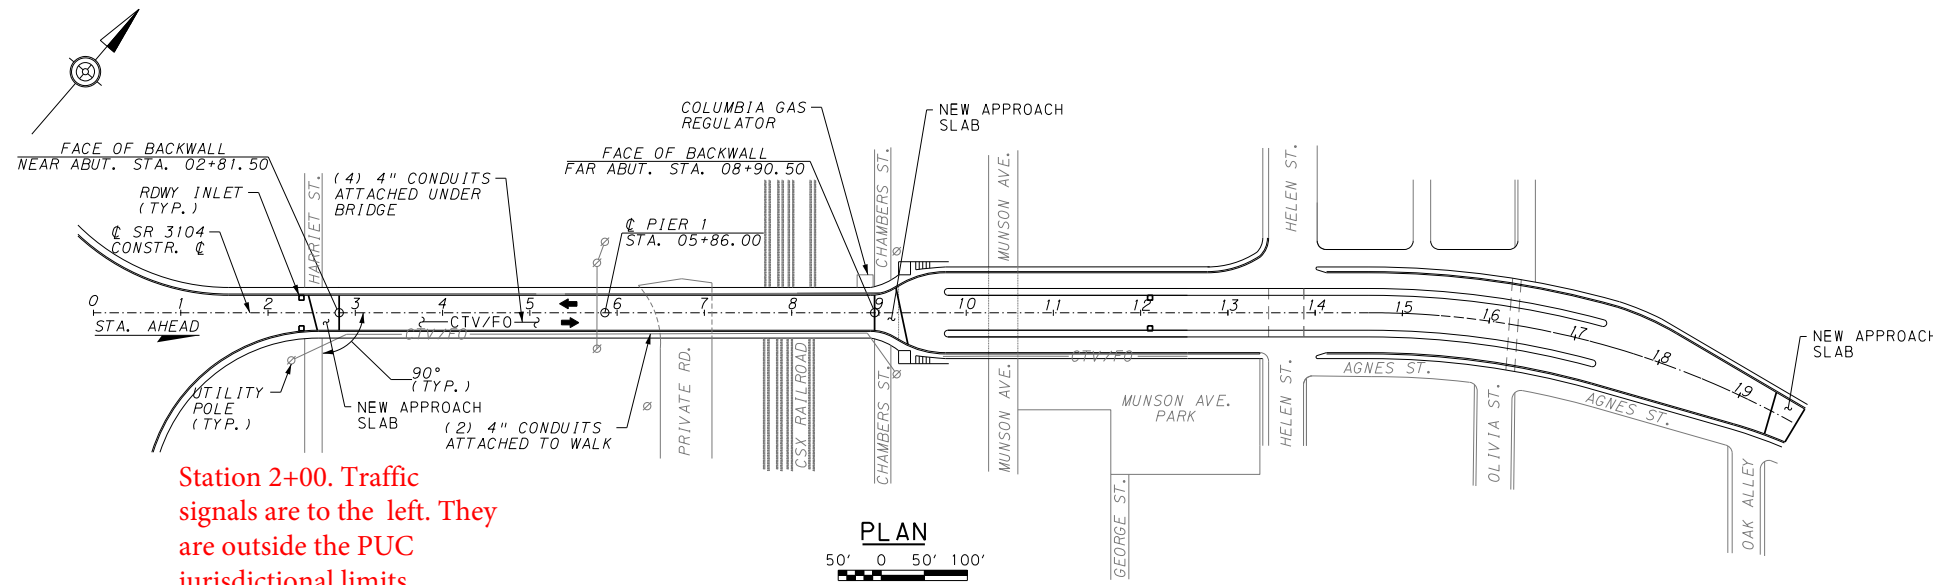 COLUMBIA GAS
REGULATOR
NEW APPROACH
SLAB
FACE OF BACKWALL
NEAR ABUT. STA. 02+81.50
FACE OF BACKWALL
FAR ABUT. STA. 08+90.50
RDWY INLET
(TYP.)
(4) 4" CONDUITS
ATTACHED UNDER
BRIDGE
℄ SR 3104
CONSTR. ℄
℄ PIER 1
STA. 05+86.00
HARRIET ST.
CHAMBERS ST.
MUNSON AVE.
HELEN ST.
0 1 2 3 4 5 6 7 8 9 10 11 12 13 14 15 16 17 18 19
STA. AHEAD
CTV/FO
CTV/FO
CTV/FO
90°
(TYP.)
UTILITY
POLE
(TYP.)
NEW APPROACH
SLAB
(2) 4" CONDUITS
ATTACHED TO WALK
PRIVATE RD.
CSX RAILROAD
CHAMBERS ST.
MUNSON AVE.
MUNSON AVE.
PARK
GEORGE ST.
HELEN ST.
AGNES ST.
OLIVIA ST.
AGNES ST.
OAK ALLEY
NEW APPROACH
SLAB
Station 2+00. Traffic
signals are to the left. They
are outside the PUC
jurisdictional limits
PLAN
50' 0 50' 100'